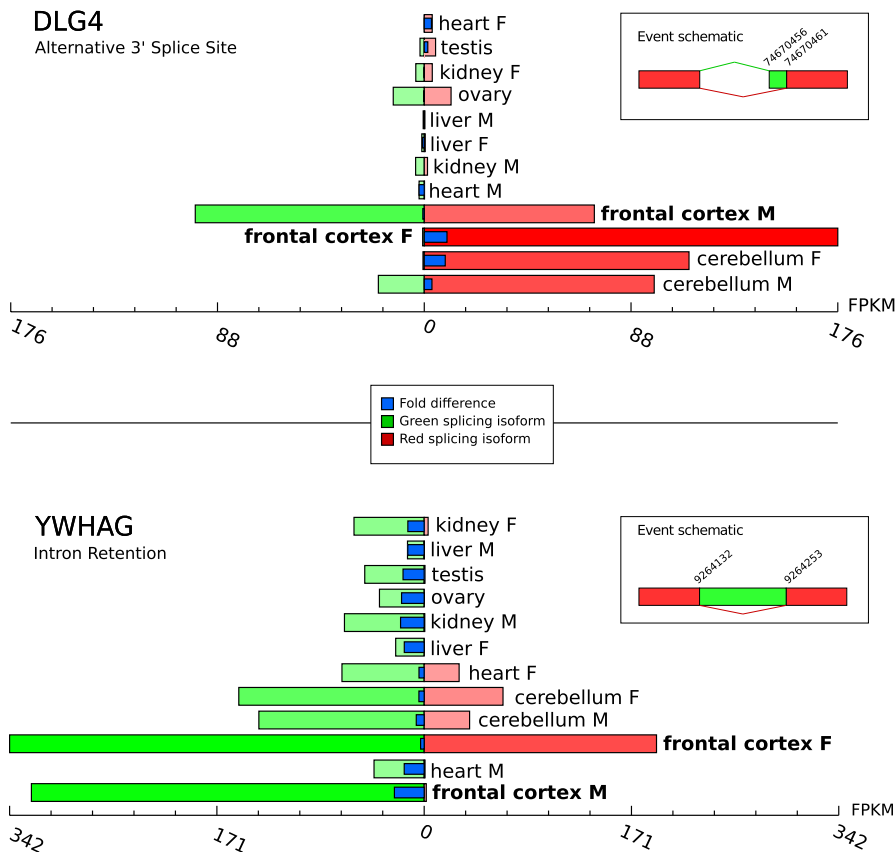 DLG4
Alternative 3' Splice Site
heart F
testis
kidney F
ovary
liver M
liver F
kidney M
heart M
frontal cortex M
frontal cortex F
cerebellum F
cerebellum M
Event schematic
74670456
74670461
FPKM
176
88
0
88
176
Fold difference
Green splicing isoform
Red splicing isoform
YWHAG
Intron Retention
kidney F
liver M
testis
ovary
kidney M
liver F
heart F
cerebellum F
cerebellum M
frontal cortex F
heart M
frontal cortex M
Event schematic
9264132
9264253
FPKM
342
171
0
171
342